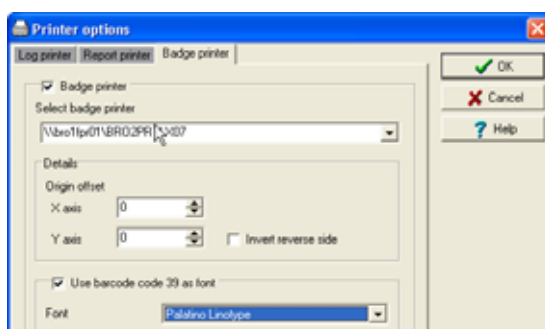 Printer options
Log printer Report printer Badge printer
OK
Badge printer
Cancel
Select badge printer
Help
Details
Origin offset
X axis 0
Y axis 0 Invert reverse side
Use barcode code 39 as font
Font Palatino Linotype